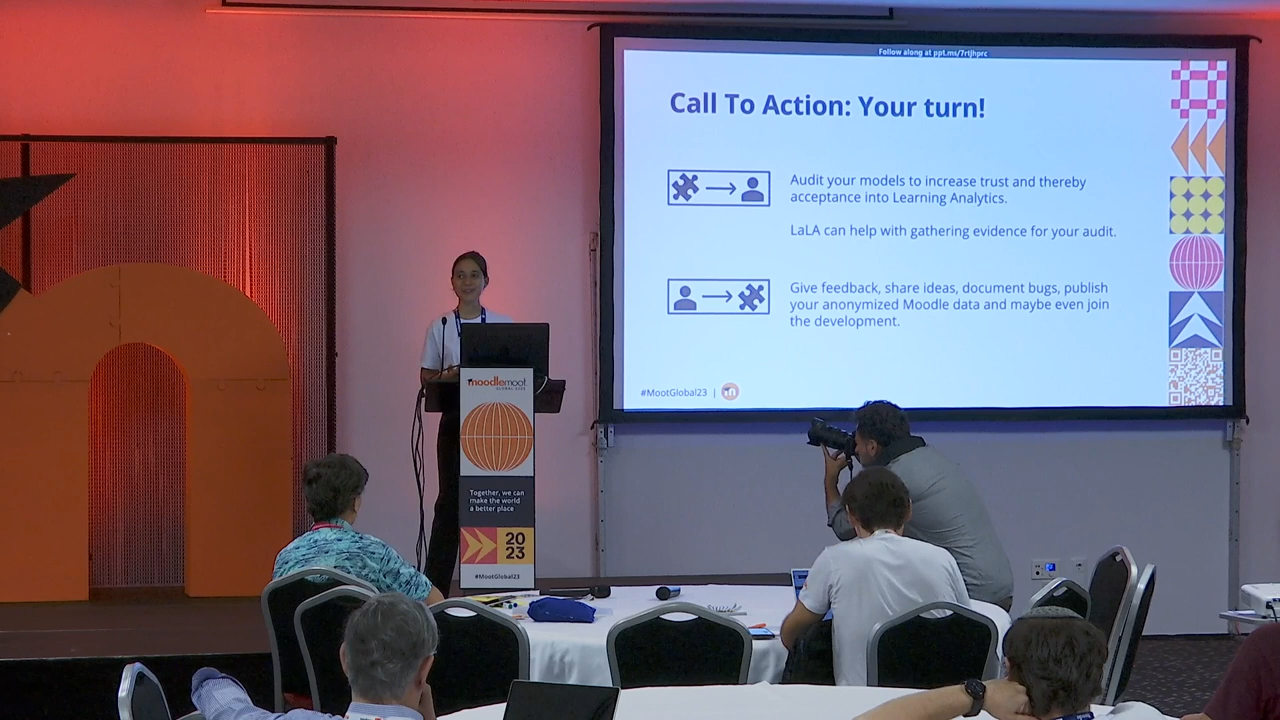 Follow along at ppt.ms/7rtjhprc
Call To Action: Your turn!
Audit your models to increase trust and thereby
acceptance into Learning Analytics.
LaLA can help with gathering evidence for your audit.
Give feedback, share ideas, document bugs, publish
your anonymized Moodle data and maybe even join
the development.
#MootGlobal23 |
moodlemoot
GLOBAL 2023
Together, we can
make the world
a better place
20
23
#MootGlobal23